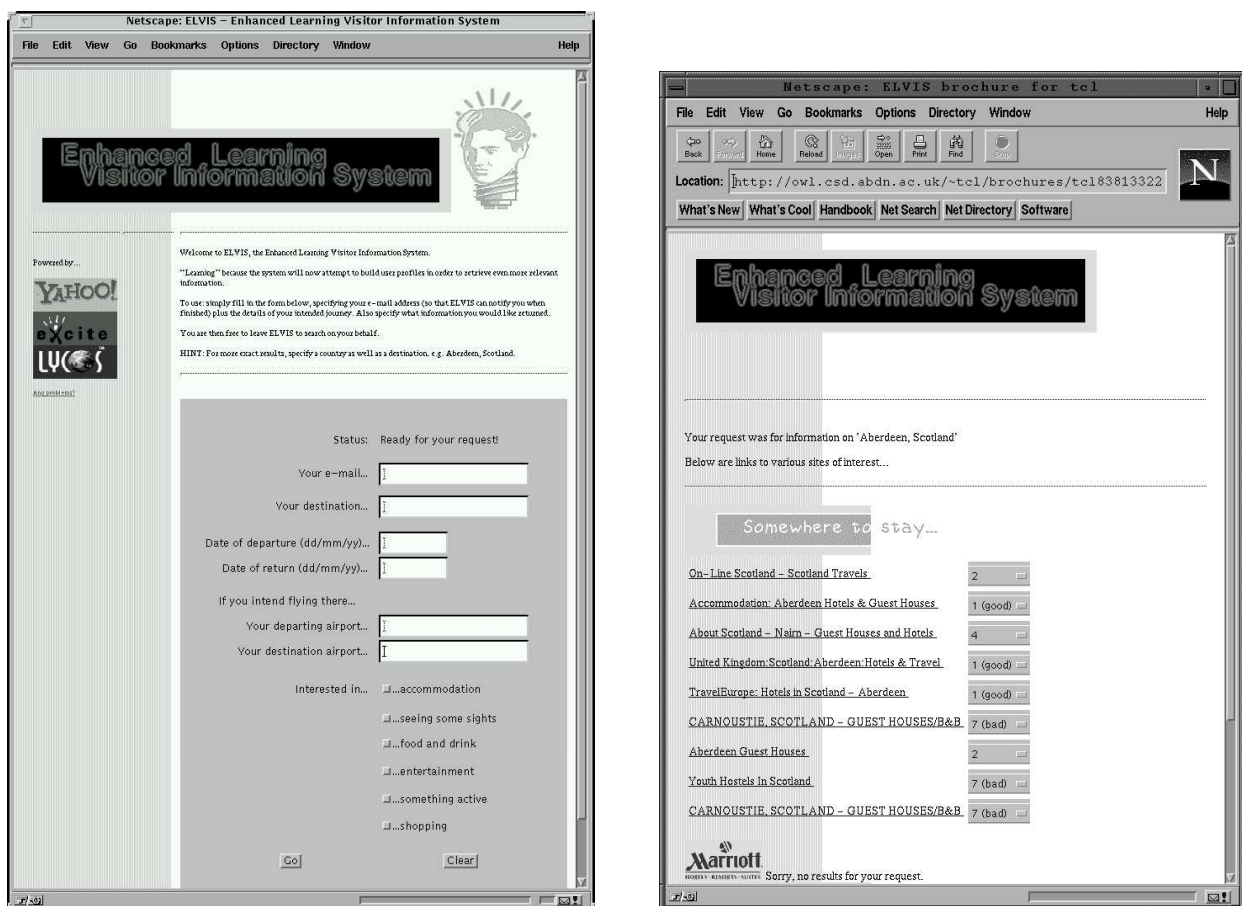 Netscape: ELVIS – Enhanced Learning Visitor Information System
File Edit View Go Bookmarks Options Directory Window Help
Enhanced Learning
Visitor Information System
Powered by...
YAHOO!
excite
LYCOS
Any problems?
Welcome to ELVIS, the Enhanced Learning Visitor Information System.
"Learning" because the system will now attempt to build user profiles in order to retrieve even more relevant
information.
To use: simply fill in the form below, specifying your e-mail address (so that ELVIS can notify you when
finished) plus the details of your intended journey. Also specify what information you would like returned.
You are then free to leave ELVIS to search on your behalf.
HINT: For more exact results, specify a country as well as a destination. e.g. Aberdeen, Scotland.
Status: Ready for your request!
Your e-mail...
Your destination...
Date of departure (dd/mm/yy)...
Date of return (dd/mm/yy)...
If you intend flying there...
Your departing airport...
Your destination airport...
Interested in... ...accommodation
...seeing some sights
...food and drink
...entertainment
...something active
...shopping
Go Clear
Netscape: ELVIS brochure for tcl
File Edit View Go Bookmarks Options Directory Window Help
Back Forward Home Reload Images Open Print Find Stop
Location: http://owl.csd.abdn.ac.uk/~tcl/brochures/tcl83813322
N
What's New What's Cool Handbook Net Search Net Directory Software
Enhanced Learning
Visitor Information System
Your request was for information on 'Aberdeen, Scotland'
Below are links to various sites of interest...
Somewhere to stay...
On-Line Scotland – Scotland Travels 2
Accommodation: Aberdeen Hotels & Guest Houses 1 (good)
About Scotland – Nairn – Guest Houses and Hotels 4
United Kingdom:Scotland:Aberdeen:Hotels & Travel 1 (good)
TravelEurope: Hotels in Scotland – Aberdeen 1 (good)
CARNOUSTIE, SCOTLAND – GUEST HOUSES/B&B 7 (bad)
Aberdeen Guest Houses 2
Youth Hostels In Scotland 7 (bad)
CARNOUSTIE, SCOTLAND – GUEST HOUSES/B&B 7 (bad)
Marriott
HOTELS · RESORTS · SUITES Sorry, no results for your request.